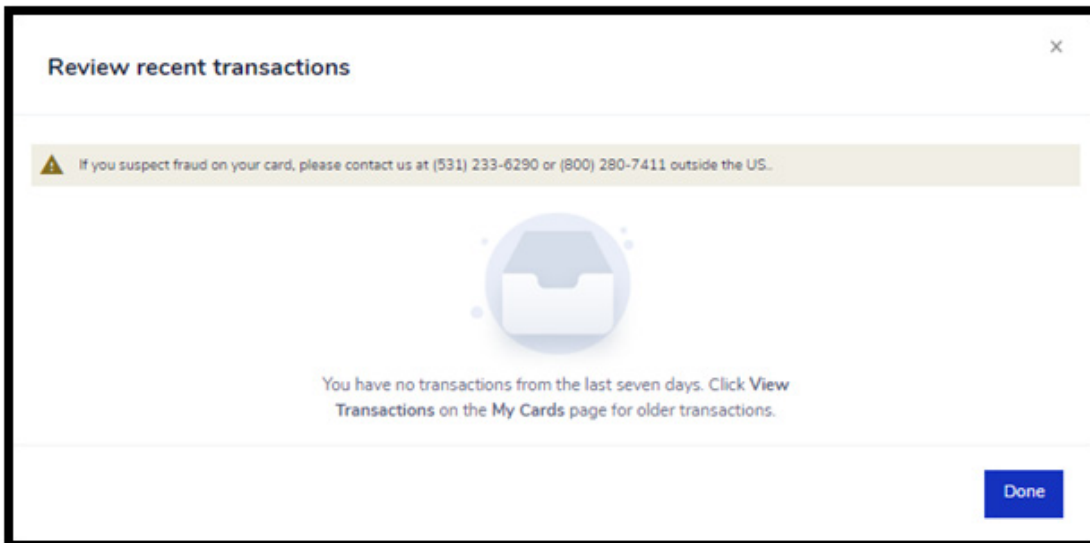 Review recent transactions
×
If you suspect fraud on your card, please contact us at (531) 233-6290 or (800) 280-7411 outside the US..
You have no transactions from the last seven days. Click View
Transactions on the My Cards page for older transactions.
Done